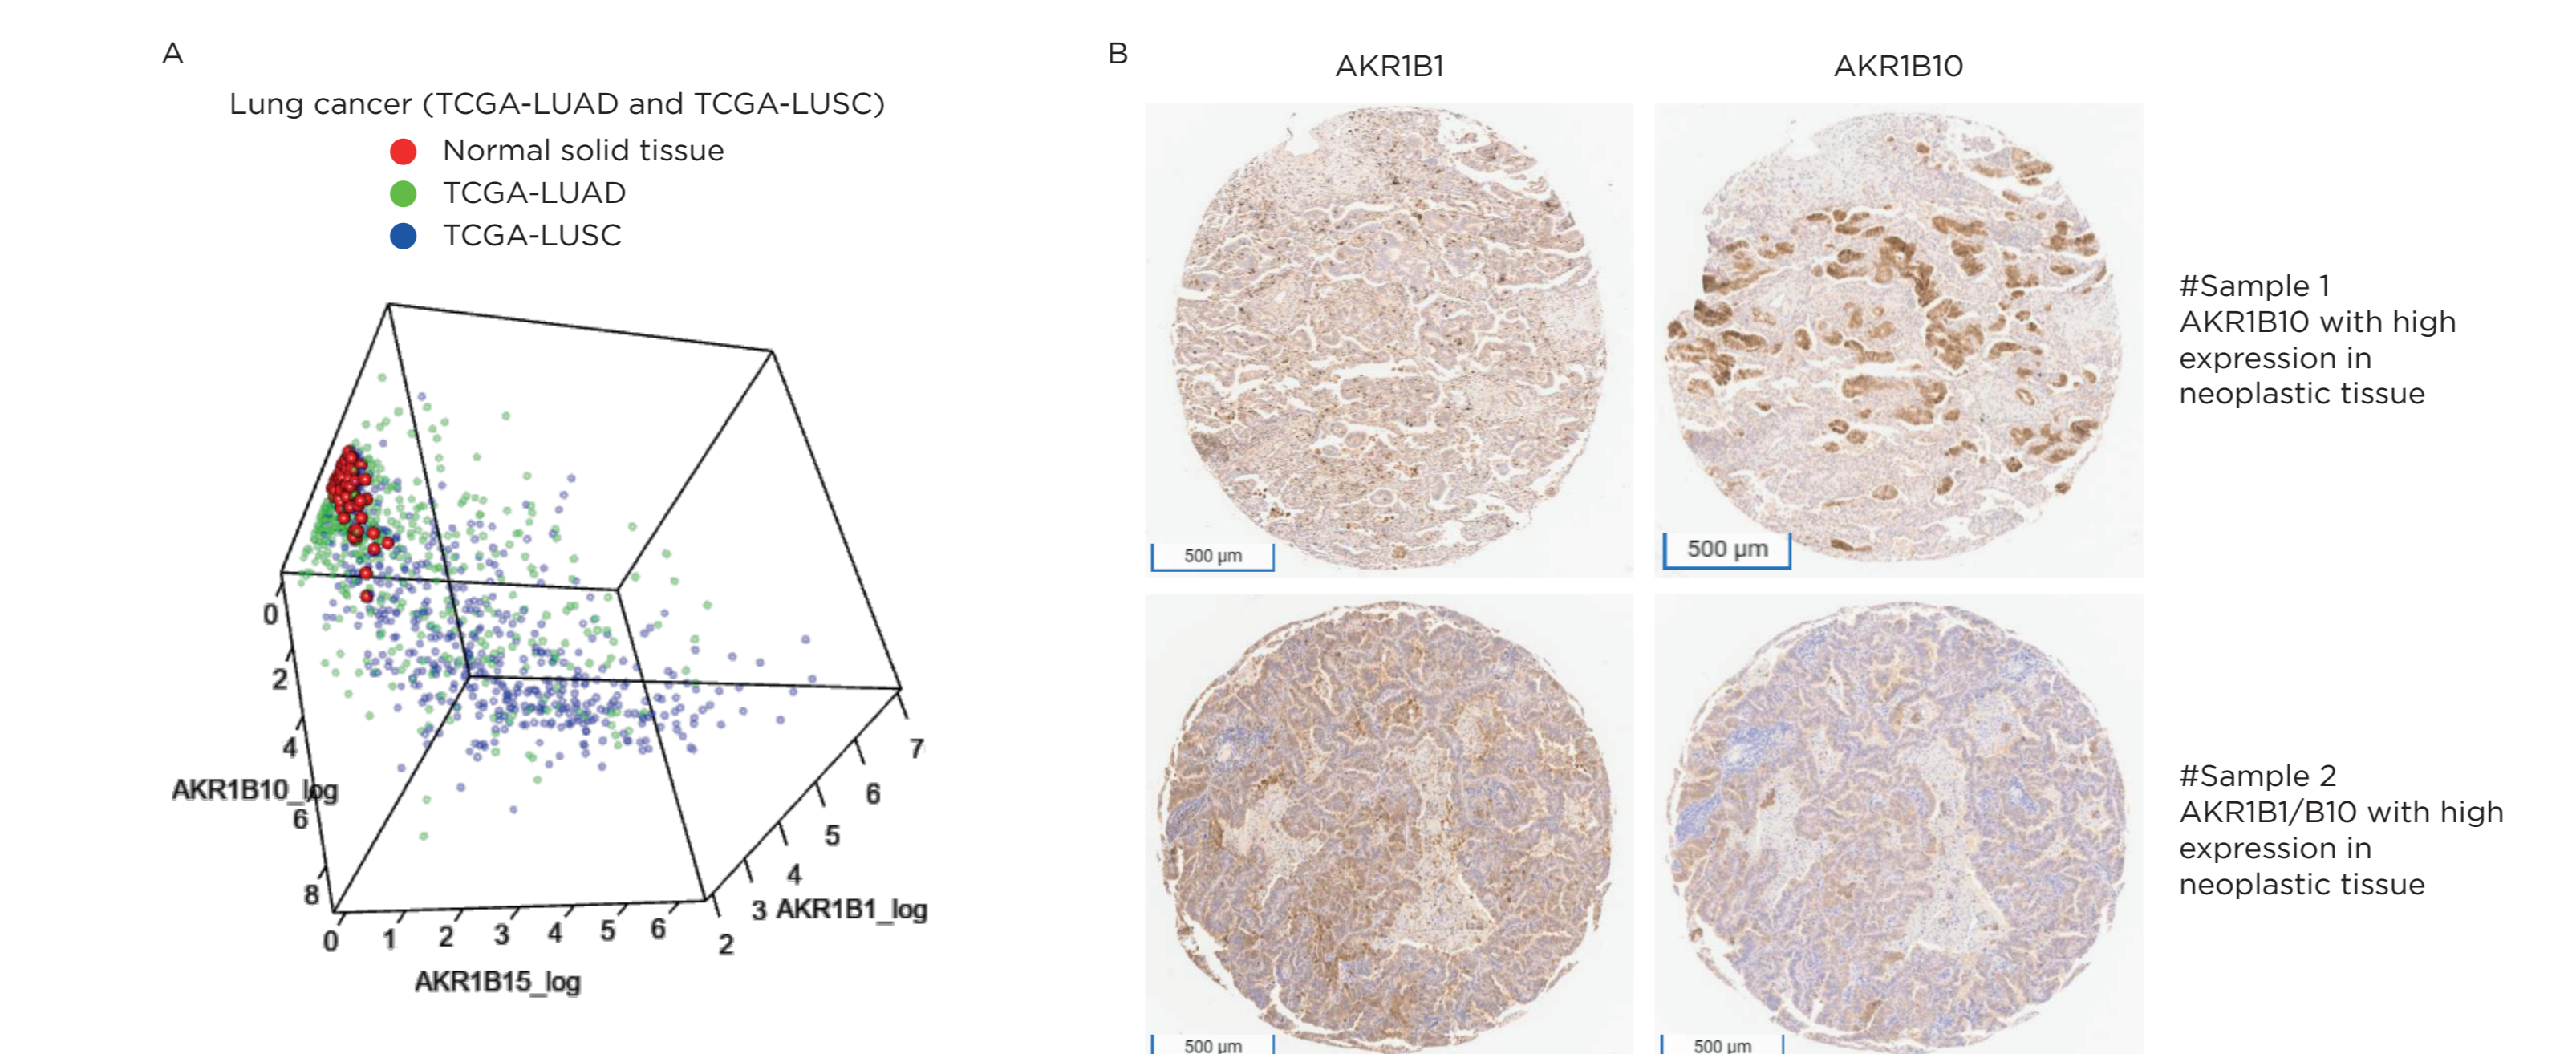 A
Lung cancer (TCGA-LUAD and TCGA-LUSC)
Normal solid tissue
TCGA-LUAD
TCGA-LUSC
0
2
4
6
8
AKR1B10_log
0 1 2 3 4 5 6
AKR1B15_log
2
3
4
5
6
7
AKR1B1_log
B
AKR1B1
AKR1B10
500 µm
500 µm
#Sample 1
AKR1B10 with high
expression in
neoplastic tissue
500 µm
500 µm
#Sample 2
AKR1B1/B10 with high
expression in
neoplastic tissue